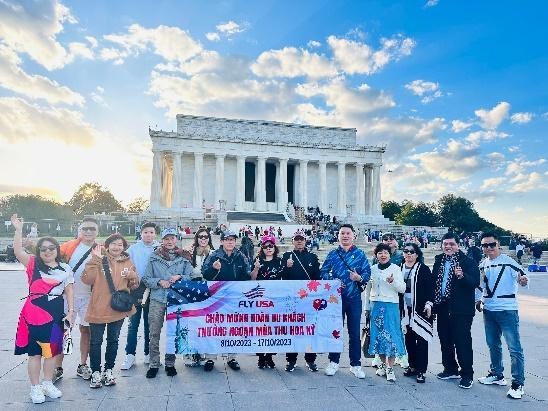 FLY USA
CHÀO MỪNG ĐOÀN DU KHÁCH
THƯỞNG NGOẠN MÙA THU HOA KỲ
8/10/2023 - 17/10/2023